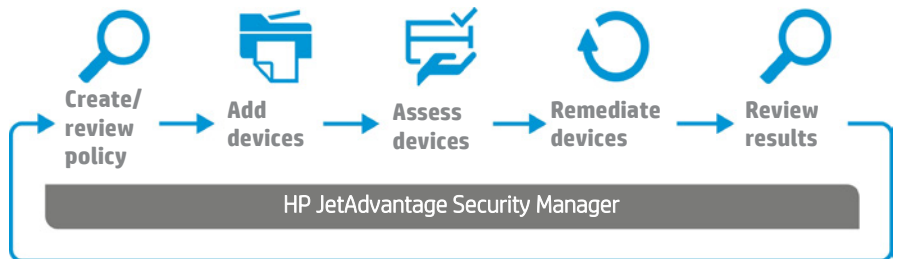 Create/
review
policy
Add
devices
Assess
devices
Remediate
devices
Review
results
HP JetAdvantage Security Manager